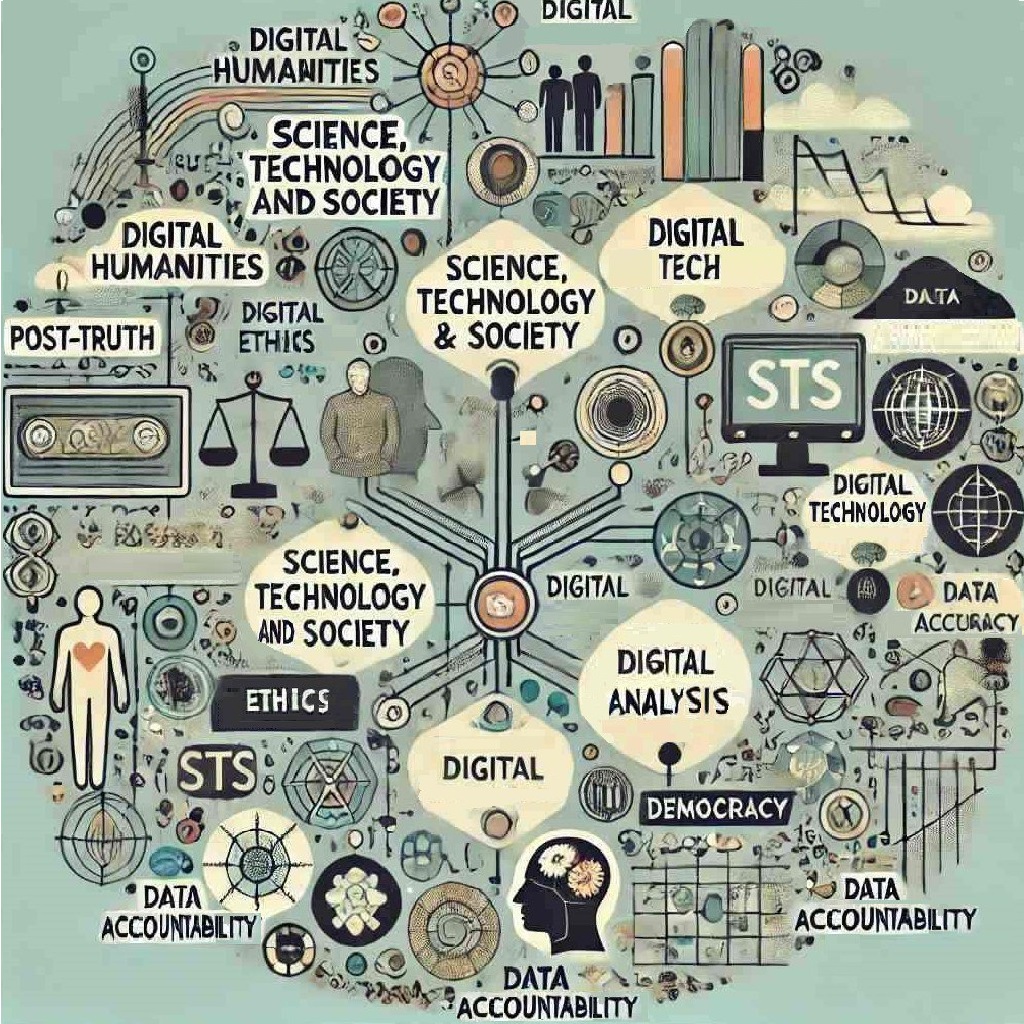 DIGITAL
DIGITAL
HUMANITIES
SCIENCE,
TECHNOLOGY
AND SOCIETY
DIGITAL
HUMANITIES
SCIENCE,
TECHNOLOGY
& SOCIETY
DIGITAL
TECH
DATA
POST-TRUTH
DIGITAL
ETHICS
STS
DIGITAL
TECHNOLOGY
SCIENCE,
TECHNOLOGY
AND SOCIETY
DIGITAL
DIGITAL
DATA
ACCURACY
ETHICS
DIGITAL
ANALYSIS
STS
DIGITAL
DEMOCRACY
DATA
ACCOUNTABILITY
DATA
ACCOUNTABILITY
DATA
ACCOUNTABILITY